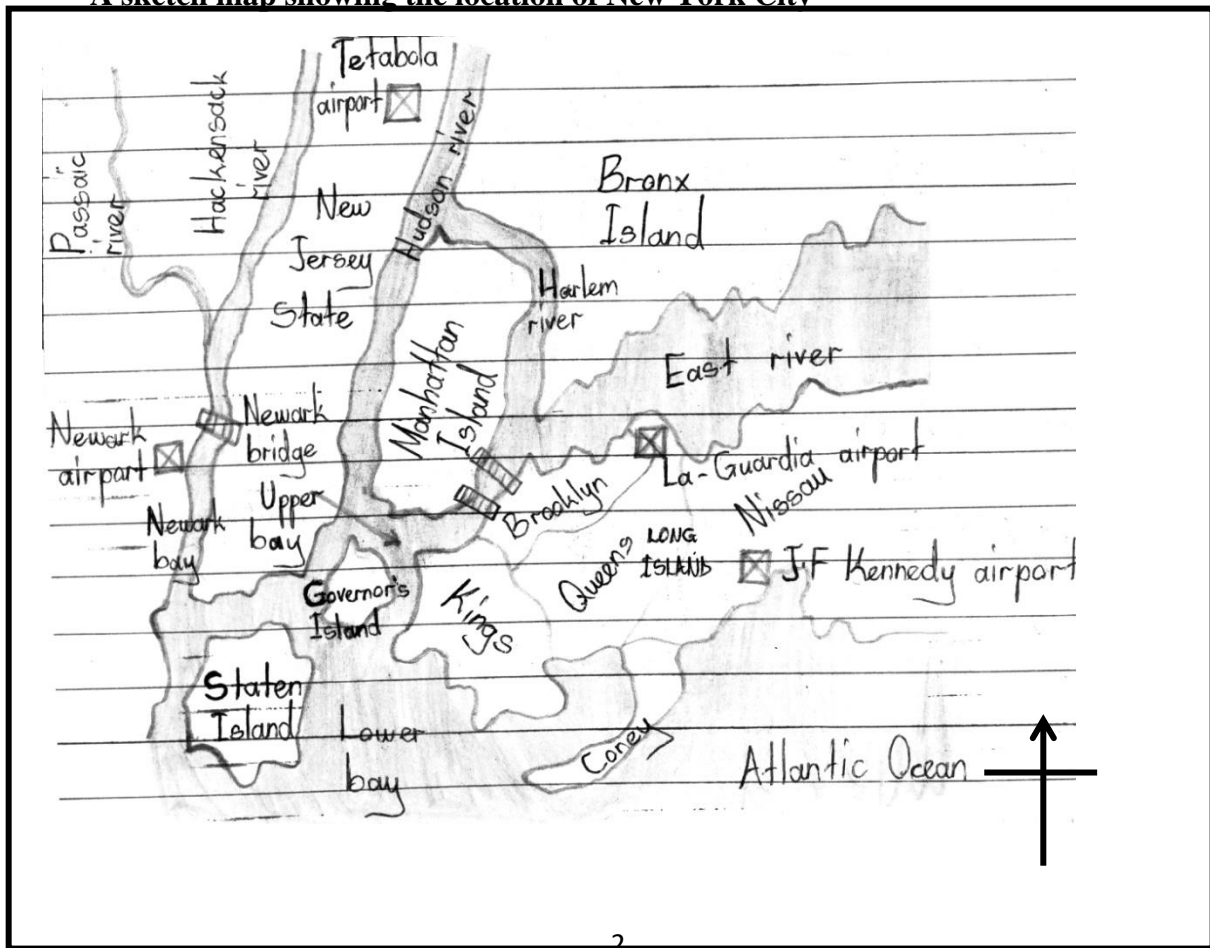 A sketch map showing the location of New York City
Tetabola
airport
Passaic
river
Hackensack
river
Hudson river
New
Jersey
State
Bronx
Island
Harlem
river
Manhattan
Island
East river
Newark
airport
Newark
bridge
La-Guardia airport
Upper
bay
Brooklyn
Nissau
Newark
bay
LONG
ISLAND
Queens
J.F Kennedy airport
Governor's
Island
Kings
Staten
Island
Lower
bay
Coney
Atlantic Ocean
2